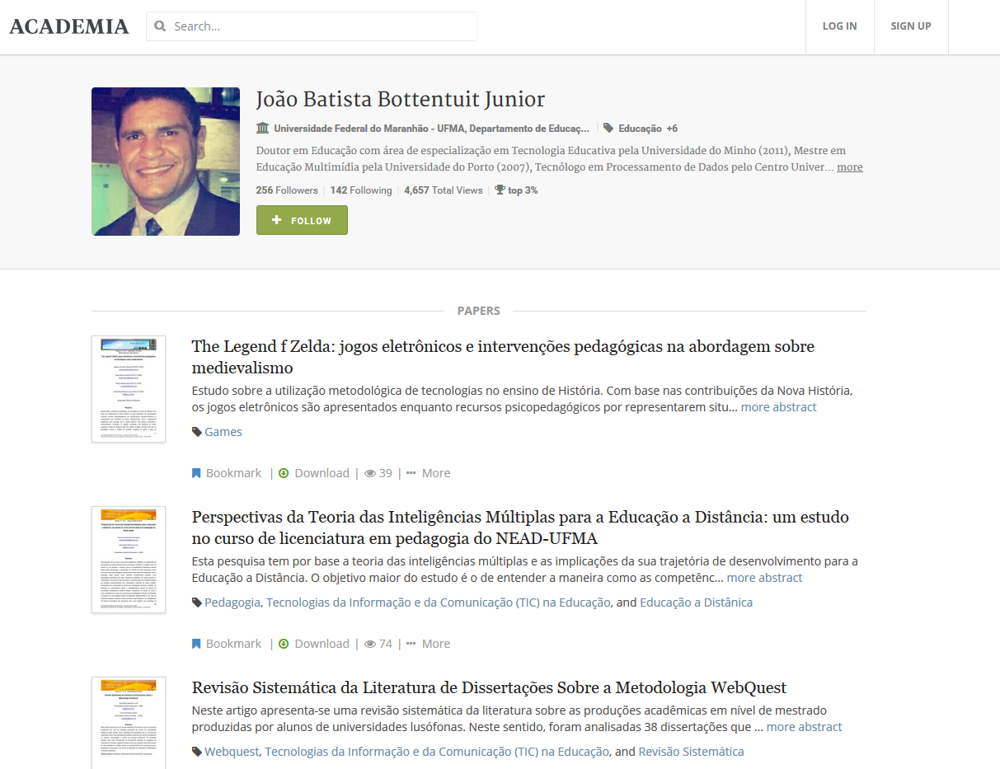 ACADEMIA
Search...
LOG IN
SIGN UP
João Batista Bottentuit Junior
Universidade Federal do Maranhão - UFMA, Departamento de Educaç...
Educação +6
Doutor em Educação com área de especialização em Tecnologia Educativa pela Universidade do Minho (2011), Mestre em
Educação Multimídia pela Universidade do Porto (2007), Tecnólogo em Processamento de Dados pelo Centro Univer... more
256 Followers | 142 Following | 4,657 Total Views | top 3%
FOLLOW
PAPERS
The Legend f Zelda: jogos eletrônicos e intervenções pedagógicas na abordagem sobre
medievalismo
Estudo sobre a utilização metodológica de tecnologias no ensino de História. Com base nas contribuições da Nova História,
os jogos eletrônicos são apresentados enquanto recursos psicopedagógicos por representarem situ... more abstract
Games
Bookmark | Download | 39 | More
Perspectivas da Teoria das Inteligências Múltiplas para a Educação a Distância: um estudo
no curso de licenciatura em pedagogia do NEAD-UFMA
Esta pesquisa tem por base a teoria das inteligências múltiplas e as implicações da sua trajetória de desenvolvimento para a
Educação a Distância. O objetivo maior do estudo é o de entender a maneira como as competênc... more abstract
Pedagogia, Tecnologias da Informação e da Comunicação (TIC) na Educação, and Educação a Distânica
Bookmark | Download | 74 | More
Revisão Sistemática da Literatura de Dissertações Sobre a Metodologia WebQuest
Neste artigo apresenta-se uma revisão sistemática da literatura sobre as produções acadêmicas em nível de mestrado
produzidas por alunos de universidades lusófonas. Neste sentido, foram analisadas 38 dissertações que ... more abstract
Webquest, Tecnologias da Informação e da Comunicação (TIC) na Educação, and Revisão Sistemática